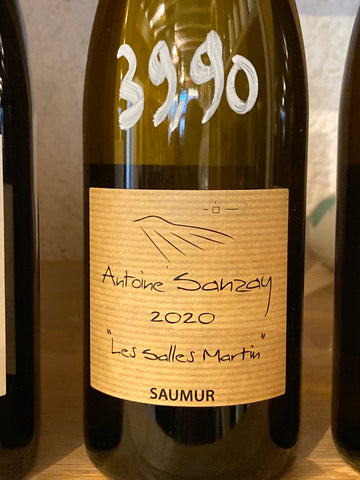 39,90
Antoine Sanzay
2020
"Les Salles Martin"
SAUMUR